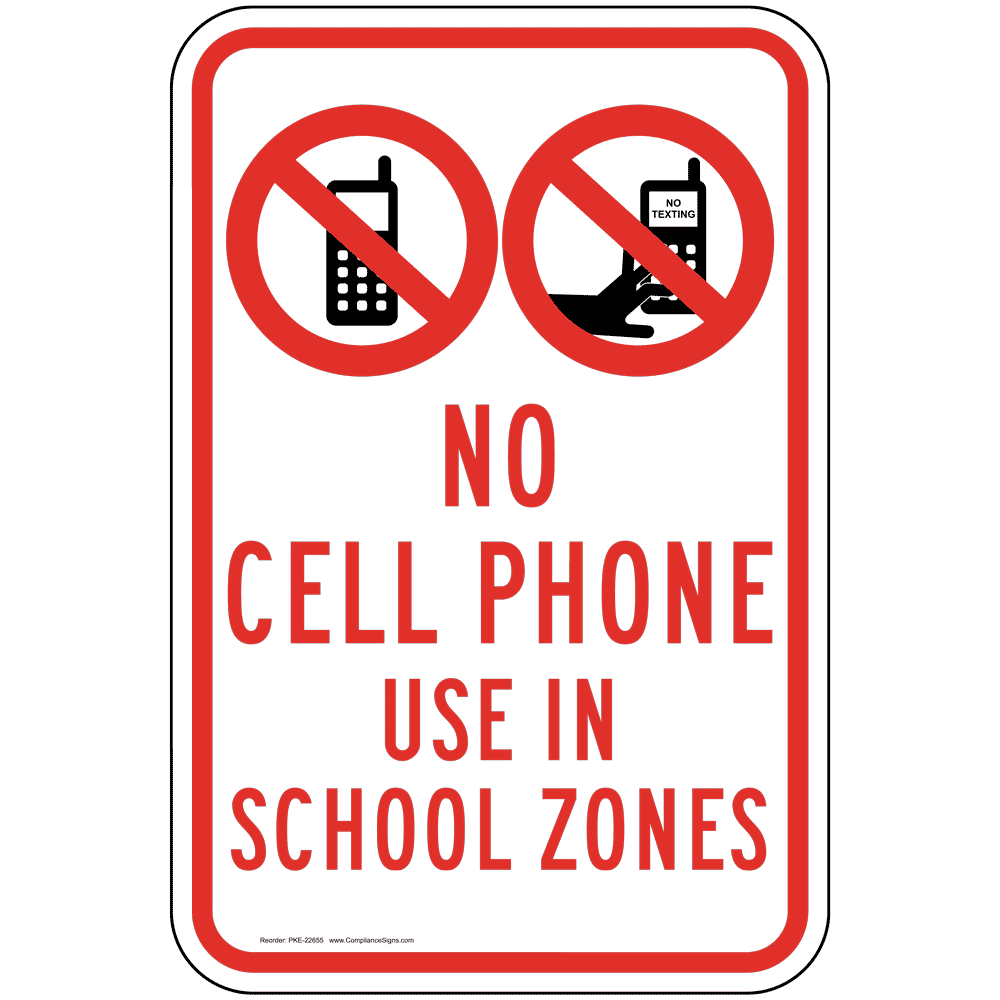 NO
TEXTING
NO
CELL PHONE
USE IN
SCHOOL ZONES
Reorder: PKE-22655 www.ComplianceSigns.com